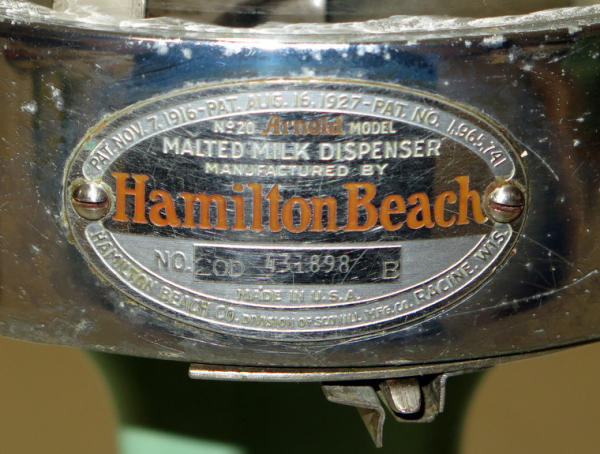 PAT. NOV. 7, 1916-PAT. AUG. 16, 1927-PAT. NO. 1,965,741
No 20 Arnold MODEL
MALTED MILK DISPENSER
MANUFACTURED BY
Hamilton Beach
NO. 20D 431898 B
MADE IN U.S.A.
HAMILTON BEACH CO. DIVISION OF SCOVILL MFG. CO. RACINE. WIS.